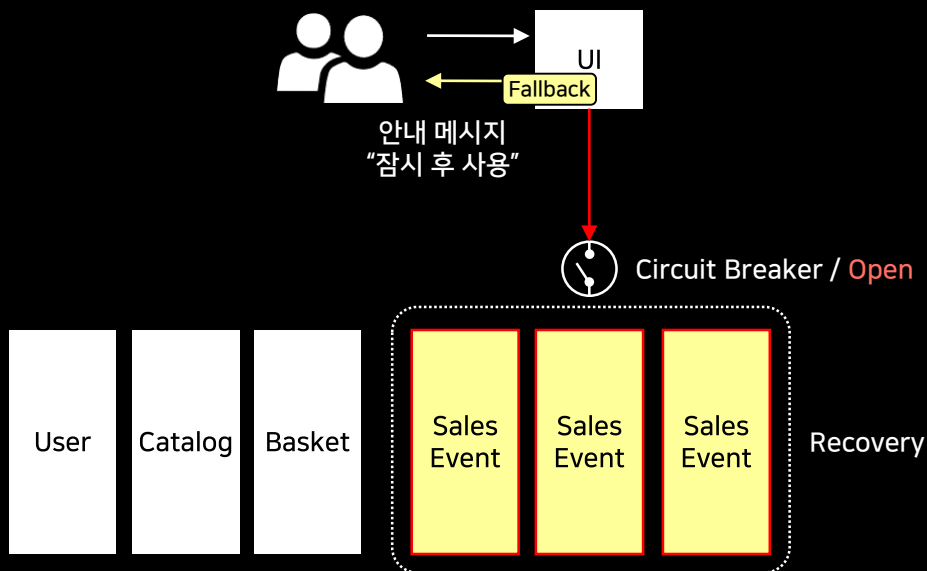 UI
Fallback
안내 메시지
“잠시 후 사용”
Circuit Breaker / Open
User
Catalog
Basket
Sales
Event
Sales
Event
Sales
Event
Recovery